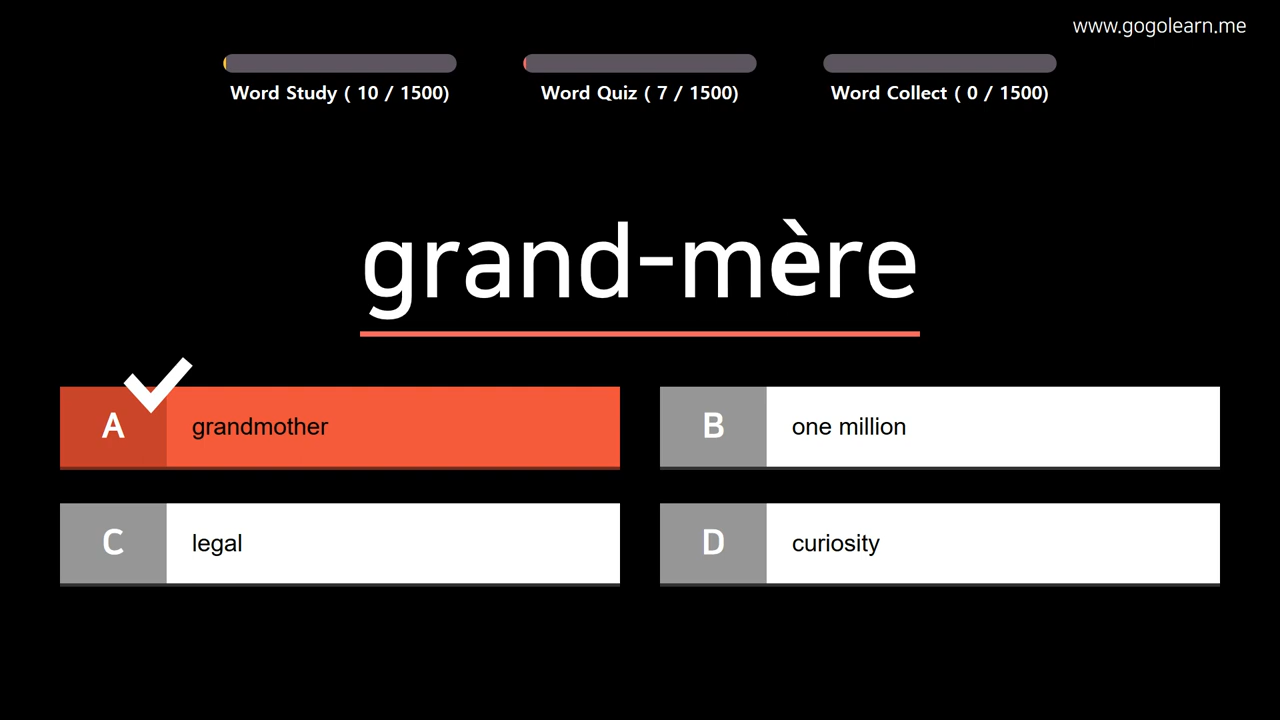 www.gogolearn.me
Word Study ( 10 / 1500)
Word Quiz ( 7 / 1500)
Word Collect ( 0 / 1500)
grand-mère
A grandmother
B one million
C legal
D curiosity